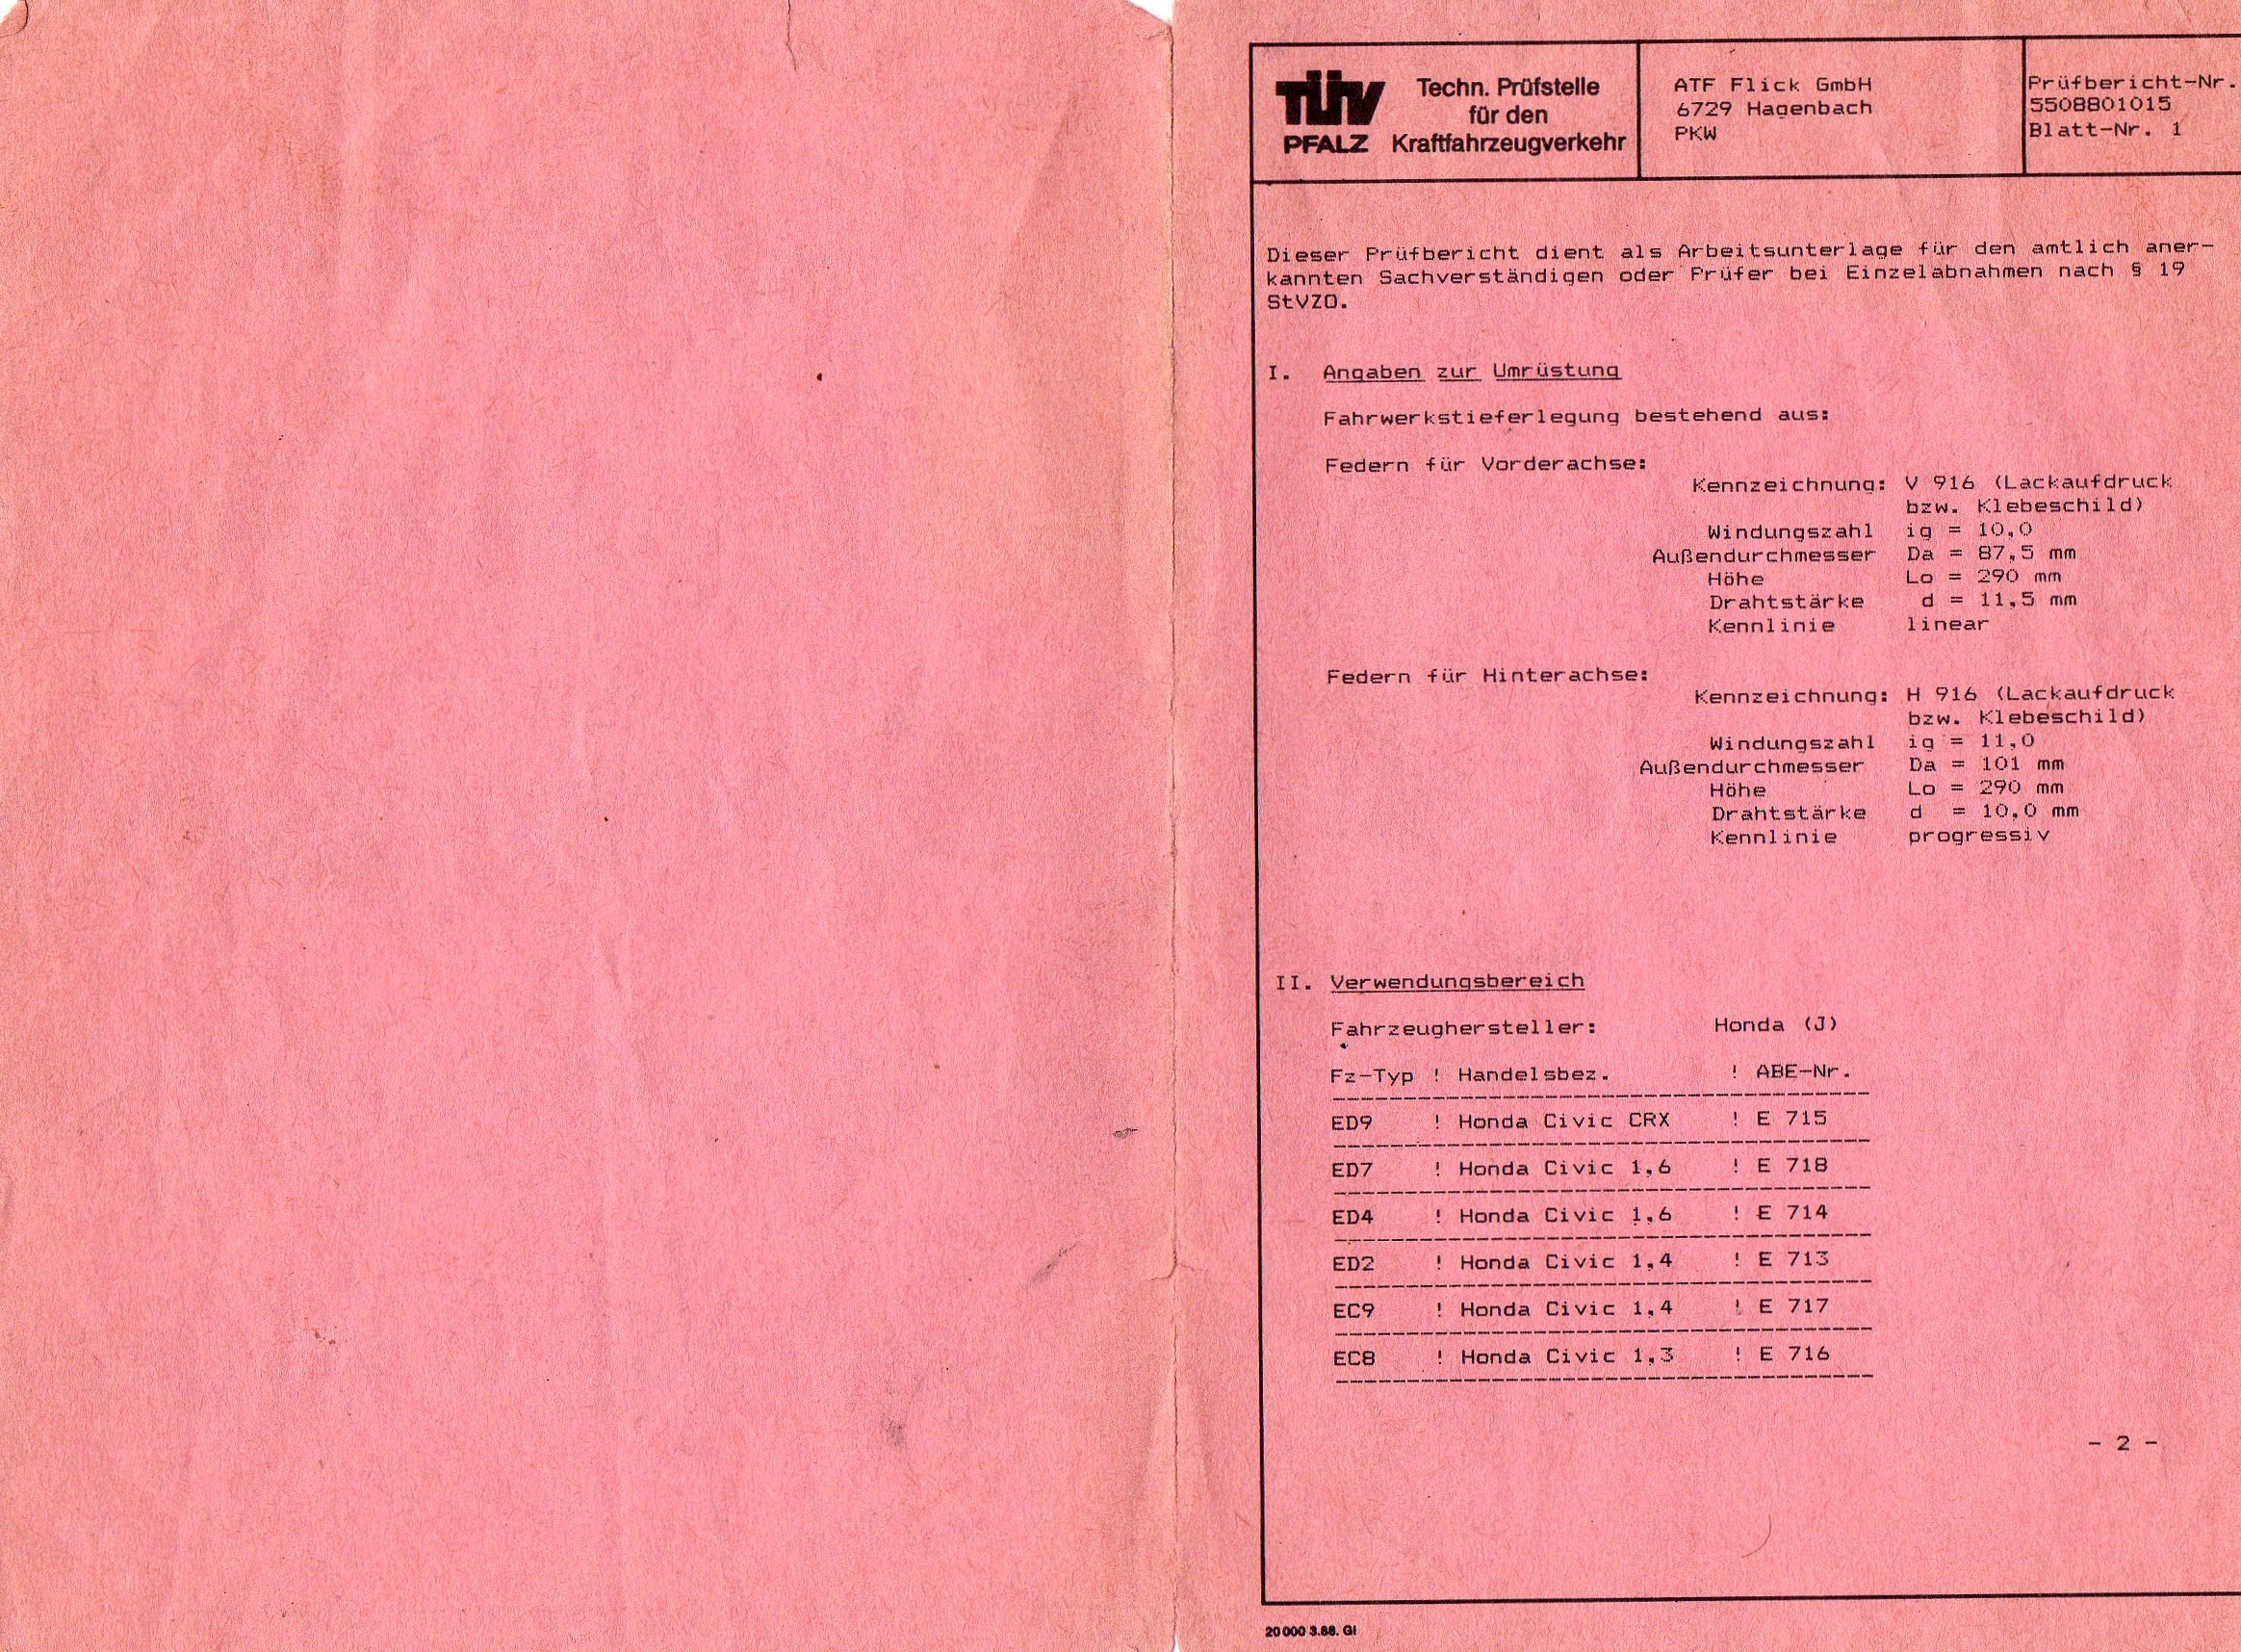 TÜV
PFALZ
Techn. Prüfstelle
für den
Kraftfahrzeugverkehr
ATF Flick GmbH
6729 Hagenbach
PKW
Prüfbericht-Nr.
5508801015
Blatt-Nr. 1
Dieser Prüfbericht dient als Arbeitsunterlage für den amtlich aner-
kannten Sachverständigen oder Prüfer bei Einzelabnahmen nach § 19
StVZO.
I. Angaben zur Umrüstung
Fahrwerkstieferlegung bestehend aus:
Federn für Vorderachse:
Kennzeichnung: V 916 (Lackaufdruck
bzw. Klebeschild)
Windungszahl ig = 10,0
Außendurchmesser Da = 87,5 mm
Höhe Lo = 290 mm
Drahtstärke d = 11,5 mm
Kennlinie linear
Federn für Hinterachse:
Kennzeichnung: H 916 (Lackaufdruck
bzw. Klebeschild)
Windungszahl ig = 11,0
Außendurchmesser Da = 101 mm
Höhe Lo = 290 mm
Drahtstärke d = 10,0 mm
Kennlinie progressiv
II. Verwendungsbereich
Fahrzeughersteller: Honda (J)
Fz-Typ ! Handelsbez. ! ABE-Nr.
ED9 ! Honda Civic CRX ! E 715
ED7 ! Honda Civic 1,6 ! E 718
ED4 ! Honda Civic 1,6 ! E 714
ED2 ! Honda Civic 1,4 ! E 713
EC9 ! Honda Civic 1,4 ! E 717
EC8 ! Honda Civic 1,3 ! E 716
- 2 -
20 000 3.88. Gl